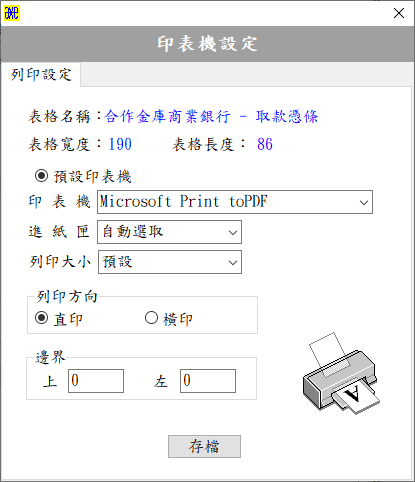 印表機設定
列印設定
表格名稱：合作金庫商業銀行 - 取款憑條
表格寬度：190 表格長度：86
預設印表機
印 表 機 Microsoft Print toPDF
進 紙 匣 自動選取
列印大小 預設
列印方向
直印 橫印
邊界
上 0 左 0
A
存檔